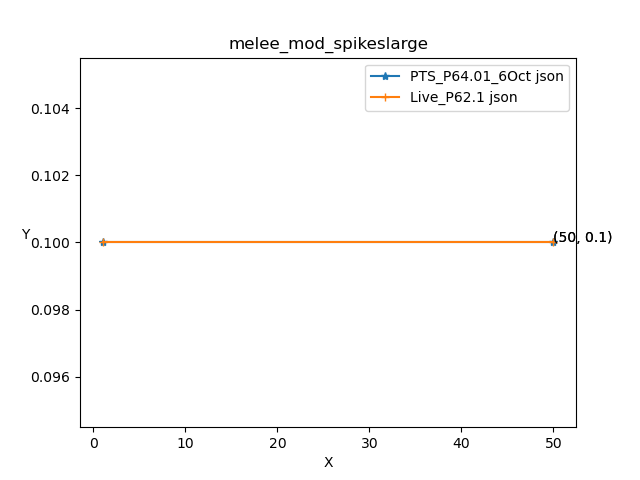 melee_mod_spikeslarge
PTS_P64.01_6Oct json
Live_P62.1 json
0.104
0.102
Y
0.100
(50, 0.1)
0.098
0.096
0
10
20
30
40
50
X